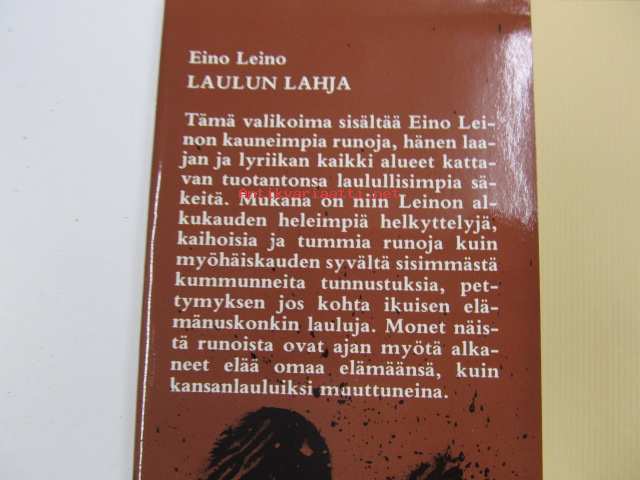 Eino Leino
LAULUN LAHJA
Tämä valikoima sisältää Eino Lei-
non kauneimpia runoja, hänen laa-
jan ja lyriikan kaikki alueet katta-
van tuotantonsa laulullisimpia sä-
Antikvariaatti.net
keitä. Mukana on niin Leinon al-
kukauden heleimpiä helkyttelyjä,
kaihoisia ja tummia runoja kuin
myöhäiskauden syvältä sisimmästä
kummunneita tunnustuksia, pet-
tymyksen jos kohta ikuisen elä-
mänuskonkin lauluja. Monet näis-
tä runoista ovat ajan myötä alka-
neet elää omaa elämäänsä, kuin
kansanlauluiksi muuttuneina.